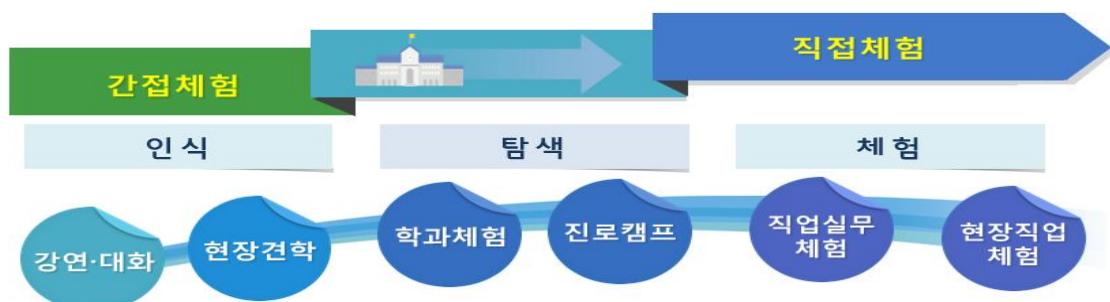 간접체험
직접체험
인식
탐색
체험
강연·대화
현장견학
학과체험
진로캠프
직업실무
체험
현장직업
체험